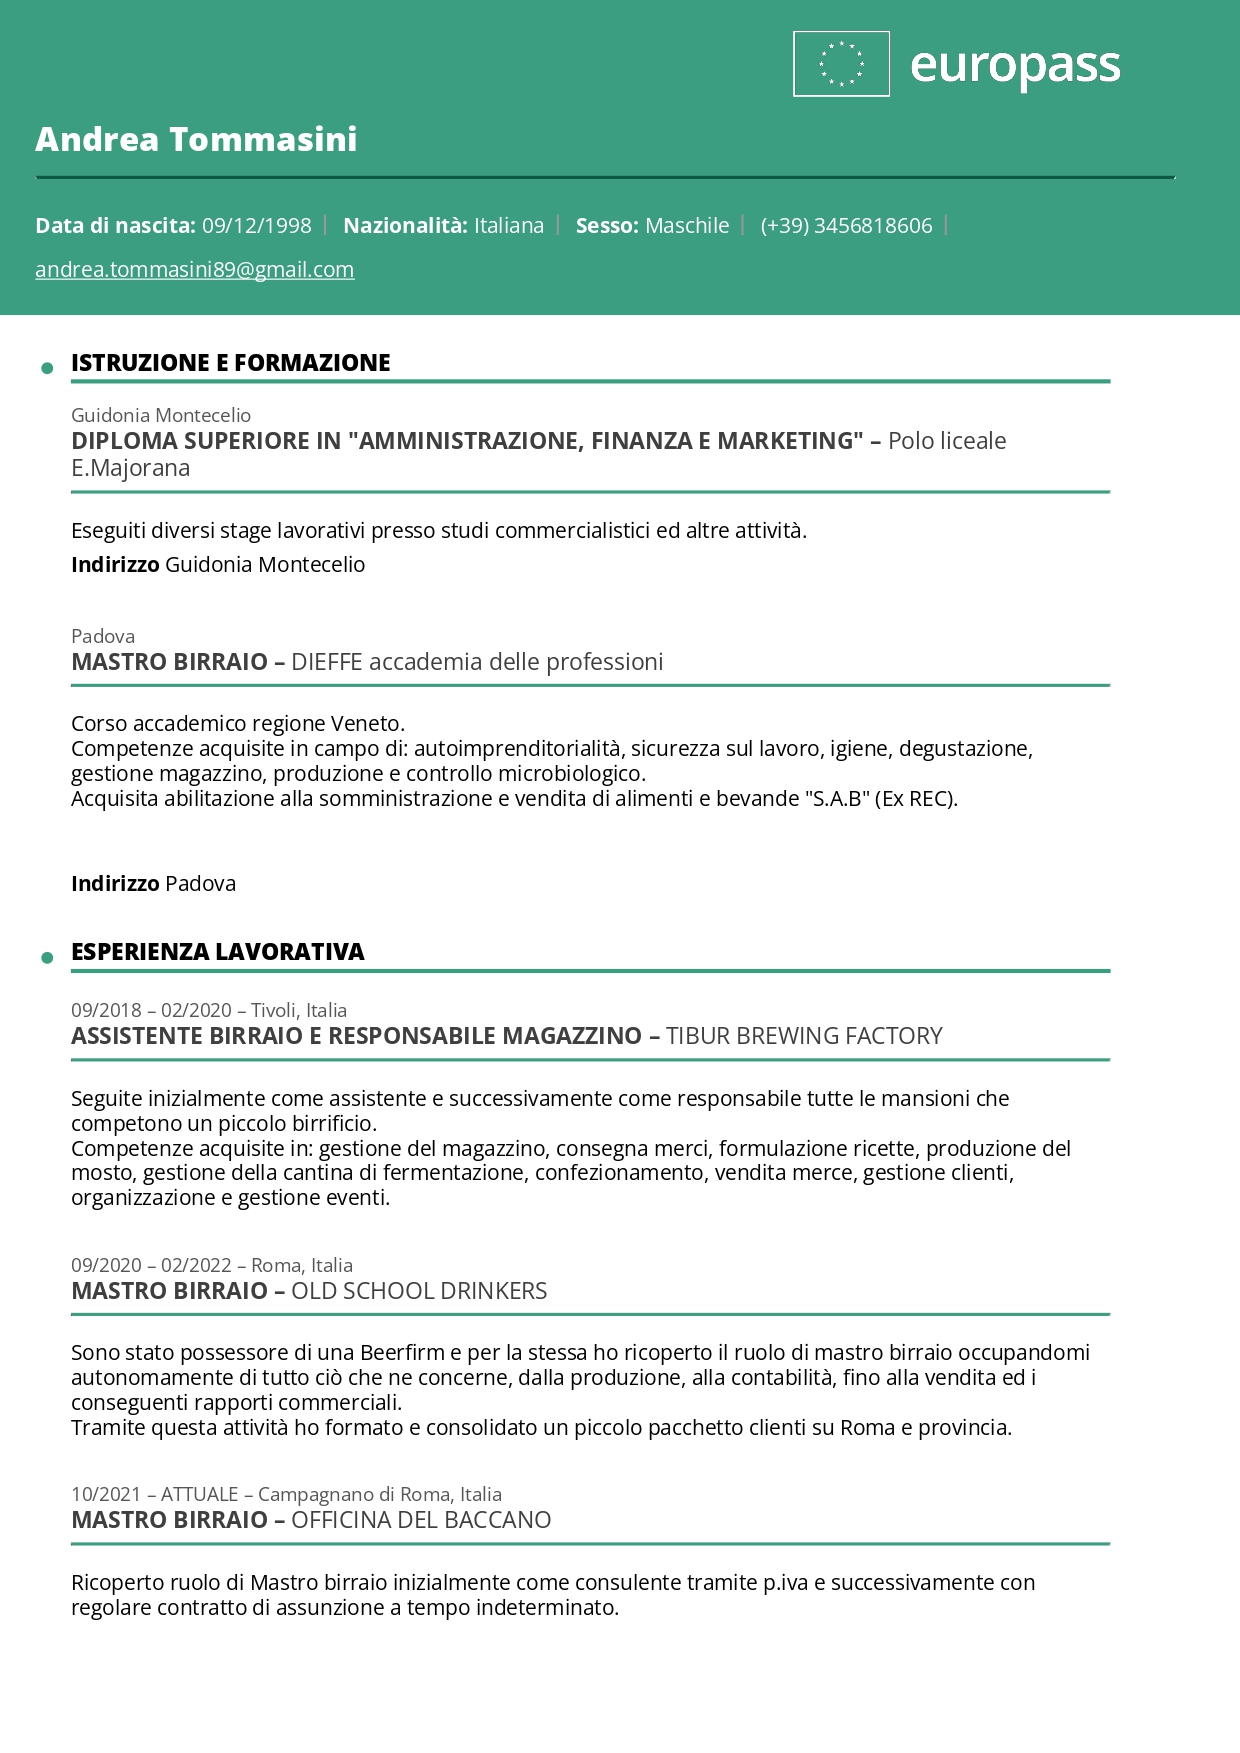 europass
Andrea Tommasini
Data di nascita: 09/12/1998 | Nazionalità: Italiana | Sesso: Maschile | (+39) 3456818606 |
andrea.tommasini89@gmail.com
ISTRUZIONE E FORMAZIONE
Guidonia Montecelio
DIPLOMA SUPERIORE IN "AMMINISTRAZIONE, FINANZA E MARKETING" – Polo liceale
E.Majorana
Eseguiti diversi stage lavorativi presso studi commercialistici ed altre attività.
Indirizzo Guidonia Montecelio
Padova
MASTRO BIRRAIO – DIEFFE accademia delle professioni
Corso accademico regione Veneto.
Competenze acquisite in campo di: autoimprenditorialità, sicurezza sul lavoro, igiene, degustazione,
gestione magazzino, produzione e controllo microbiologico.
Acquisita abilitazione alla somministrazione e vendita di alimenti e bevande "S.A.B" (Ex REC).
Indirizzo Padova
ESPERIENZA LAVORATIVA
09/2018 – 02/2020 – Tivoli, Italia
ASSISTENTE BIRRAIO E RESPONSABILE MAGAZZINO – TIBUR BREWING FACTORY
Seguite inizialmente come assistente e successivamente come responsabile tutte le mansioni che
competono un piccolo birrificio.
Competenze acquisite in: gestione del magazzino, consegna merci, formulazione ricette, produzione del
mosto, gestione della cantina di fermentazione, confezionamento, vendita merce, gestione clienti,
organizzazione e gestione eventi.
09/2020 – 02/2022 – Roma, Italia
MASTRO BIRRAIO – OLD SCHOOL DRINKERS
Sono stato possessore di una Beerfirm e per la stessa ho ricoperto il ruolo di mastro birraio occupandomi
autonomamente di tutto ciò che ne concerne, dalla produzione, alla contabilità, fino alla vendita ed i
conseguenti rapporti commerciali.
Tramite questa attività ho formato e consolidato un piccolo pacchetto clienti su Roma e provincia.
10/2021 – ATTUALE – Campagnano di Roma, Italia
MASTRO BIRRAIO – OFFICINA DEL BACCANO
Ricoperto ruolo di Mastro birraio inizialmente come consulente tramite p.iva e successivamente con
regolare contratto di assunzione a tempo indeterminato.